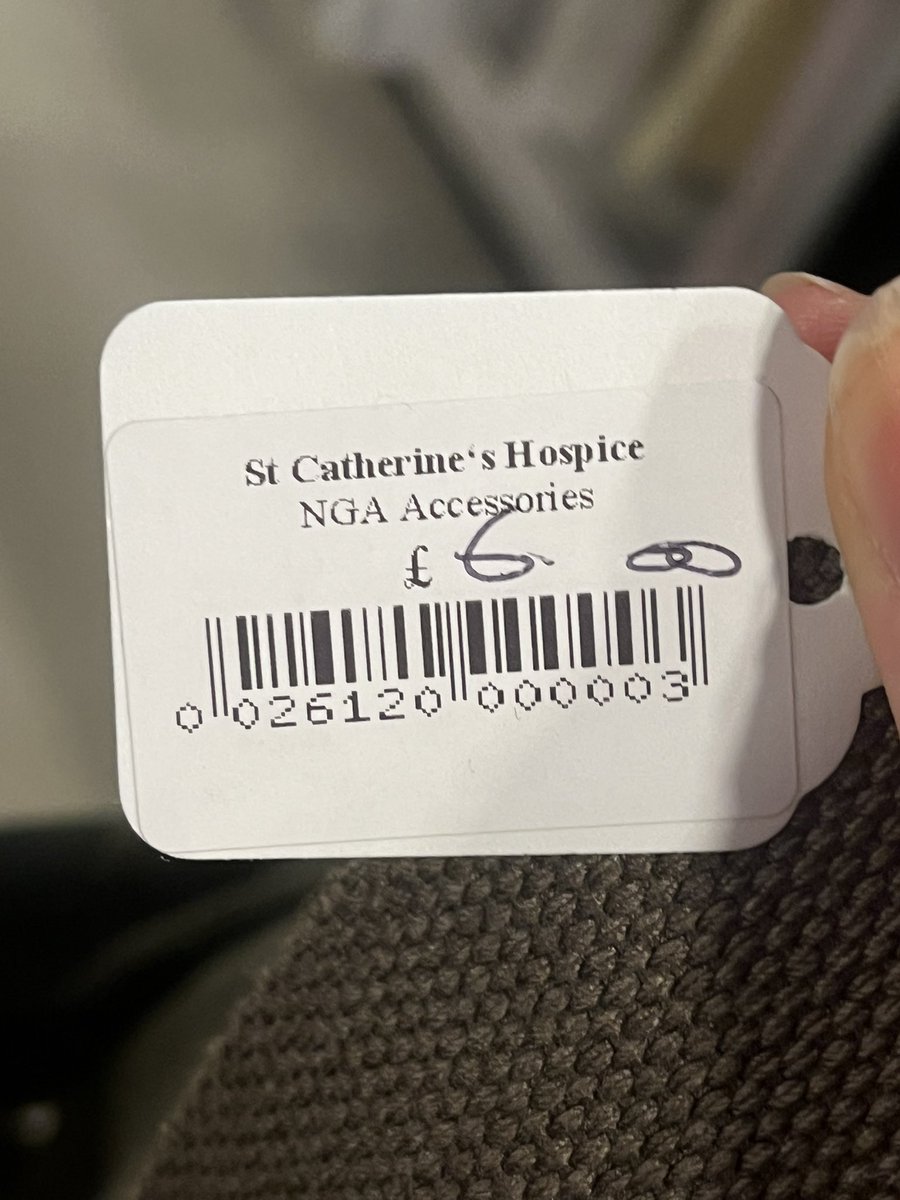 St Catherine's Hospice
NGA Accessories
£ 6. 00
0 026120 000003